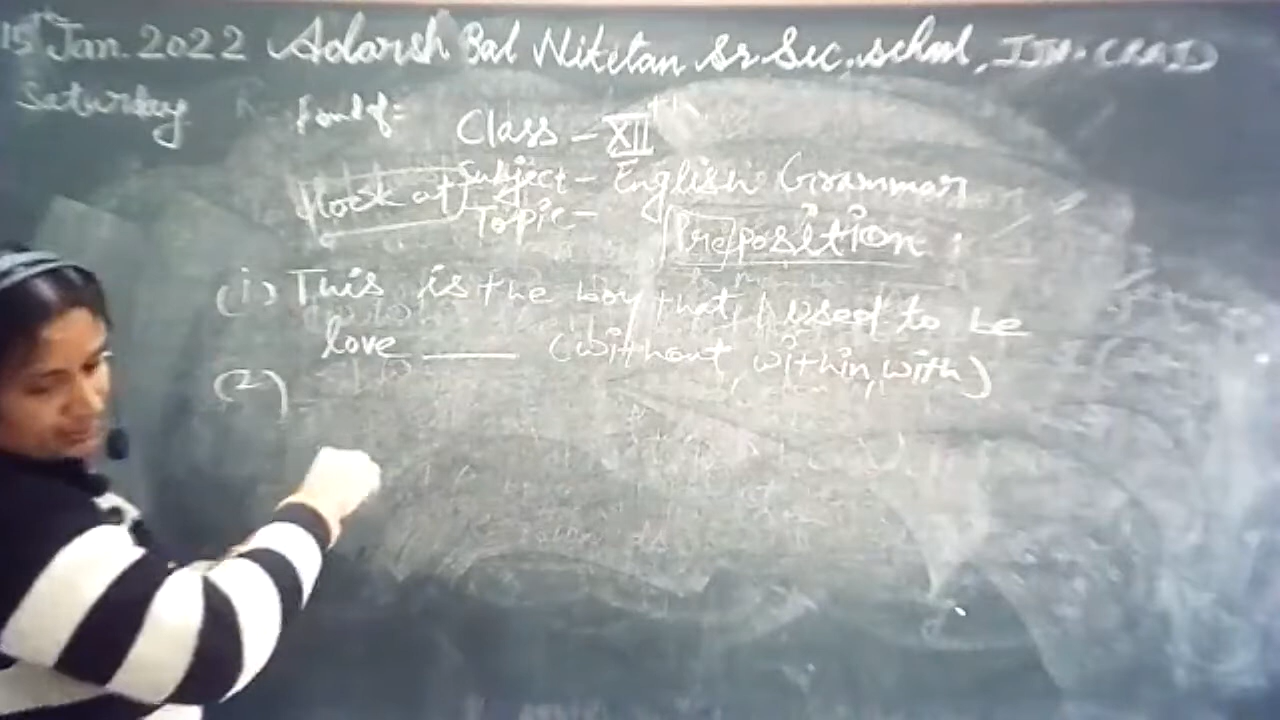 15th Jan. 2022 Adarsh Bal Niketan Sr. Sec. school,
Saturday
Class - XIIth
Subject - English Grammar
Topic - Preposition :
(i) This is the boy that I used to be
love ____ (without, within, with)
(2)